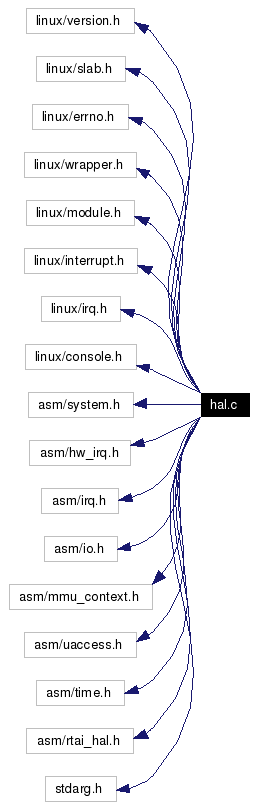 linux/version.h
linux/slab.h
linux/errno.h
linux/wrapper.h
linux/module.h
linux/interrupt.h
linux/irq.h
linux/console.h
hal.c
asm/system.h
asm/hw_irq.h
asm/irq.h
asm/io.h
asm/mmu_context.h
asm/uaccess.h
asm/time.h
asm/rtai_hal.h
stdarg.h